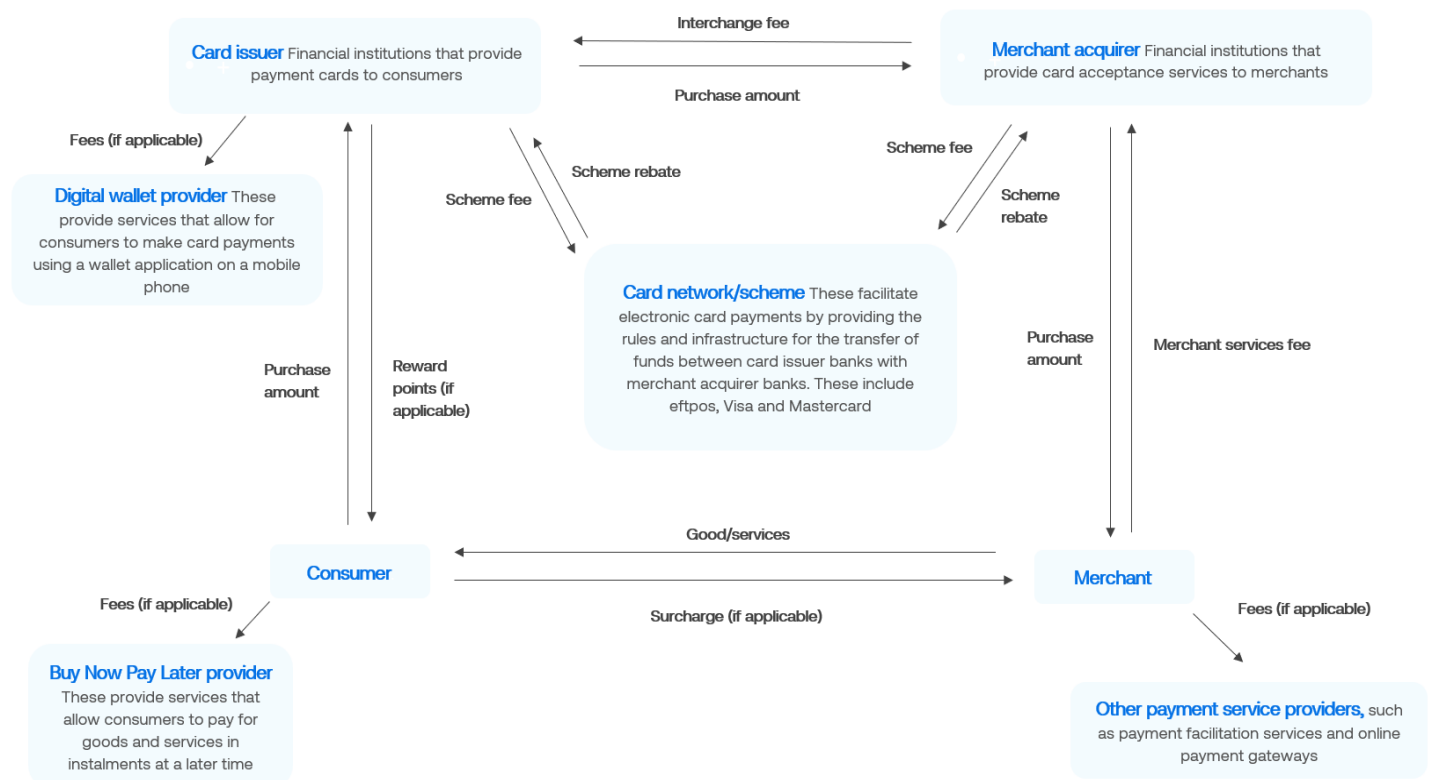 Interchange fee
Card issuer Financial institutions that provide
payment cards to consumers
Merchant acquirer Financial institutions that
provide card acceptance services to merchants
Purchase amount
Fees (if applicable)
Scheme fee
Scheme rebate
Scheme fee
Scheme
rebate
Digital wallet provider These
provide services that allow for
consumers to make card payments
using a wallet application on a mobile
phone
Card network/scheme These facilitate
electronic card payments by providing the
rules and infrastructure for the transfer of
funds between card issuer banks with
merchant acquirer banks. These include
eftpos, Visa and Mastercard
Purchase
amount
Reward
points (if
applicable)
Purchase
amount
Merchant services fee
Good/services
Consumer
Merchant
Surcharge (if applicable)
Fees (if applicable)
Fees (if applicable)
Buy Now Pay Later provider
These provide services that
allow consumers to pay for
goods and services in
instalments at a later time
Other payment service providers, such
as payment facilitation services and online
payment gateways